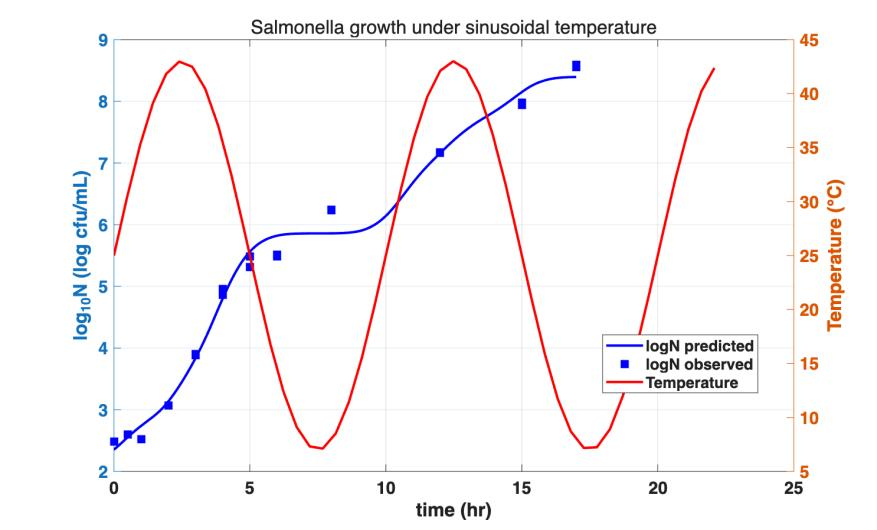 Salmonella growth under sinusoidal temperature
9
8
7
6
5
4
3
2
log₁₀N (log cfu/mL)
45
40
35
30
25
20
15
10
5
Temperature (°C)
logN predicted
logN observed
Temperature
0 5 10 15 20 25
time (hr)